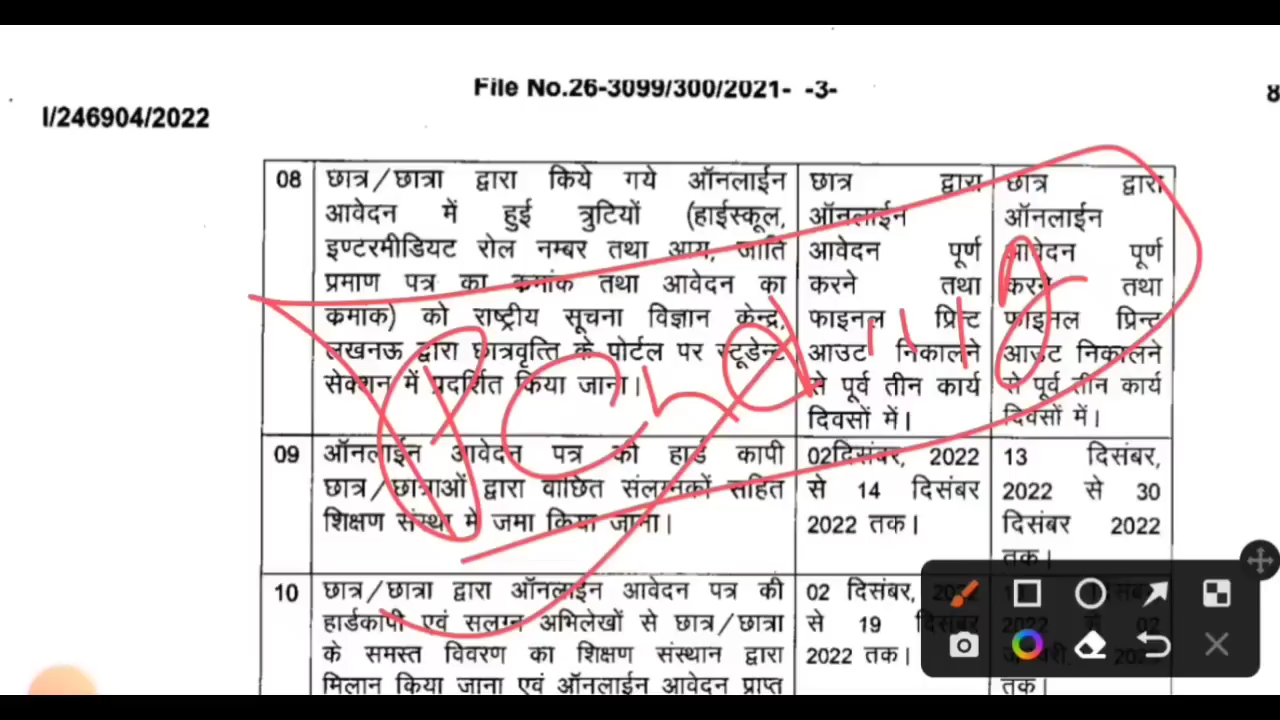 File No.26-3099/300/2021- -3-
8
I/246904/2022
08
छात्र/छात्रा द्वारा किये गये ऑनलाईन
आवेदन में हुई त्रुटियों (हाईस्कूल,
इण्टरमीडियट रोल नम्बर तथा आय, जाति
प्रमाण पत्र का कमांक तथा आवेदन का
कमाक) को राष्ट्रीय सूचना विज्ञान केन्द्र,
लखनऊ द्वारा छात्रवृत्ति के पोर्टल पर स्टूडेन्ट
सेक्शन में प्रदर्शित किया जाना।
छात्र द्वारा
ऑनलाईन
आवेदन पूर्ण
करने तथा
फाइनल प्रिन्ट
आउट निकालने
से पूर्व तीन कार्य
दिवसों में।
छात्र द्वारा
ऑनलाईन
आवेदन पूर्ण
करने तथा
फाइनल प्रिन्ट
आउट निकालने
से पूर्व तीन कार्य
दिवसों में।
09
ऑनलाईन आवेदन पत्र की हार्ड कापी
छात्र/छात्राओं द्वारा वांछित संलग्नकों सहित
शिक्षण संस्था में जमा किया जाना।
02दिसंबर, 2022
से 14 दिसंबर
2022 तक।
13 दिसंबर,
2022 से 30
दिसंबर 2022
तक।
10
छात्र/छात्रा द्वारा ऑनलाईन आवेदन पत्र की
हार्डकापी एवं सलग्न अभिलेखों से छात्र/छात्रा
के समस्त विवरण का शिक्षण संस्थान द्वारा
मिलान किया जाना एवं ऑनलाईन आवेदन प्राप्त
02 दिसंबर,
से 19
2022 तक।
तक।